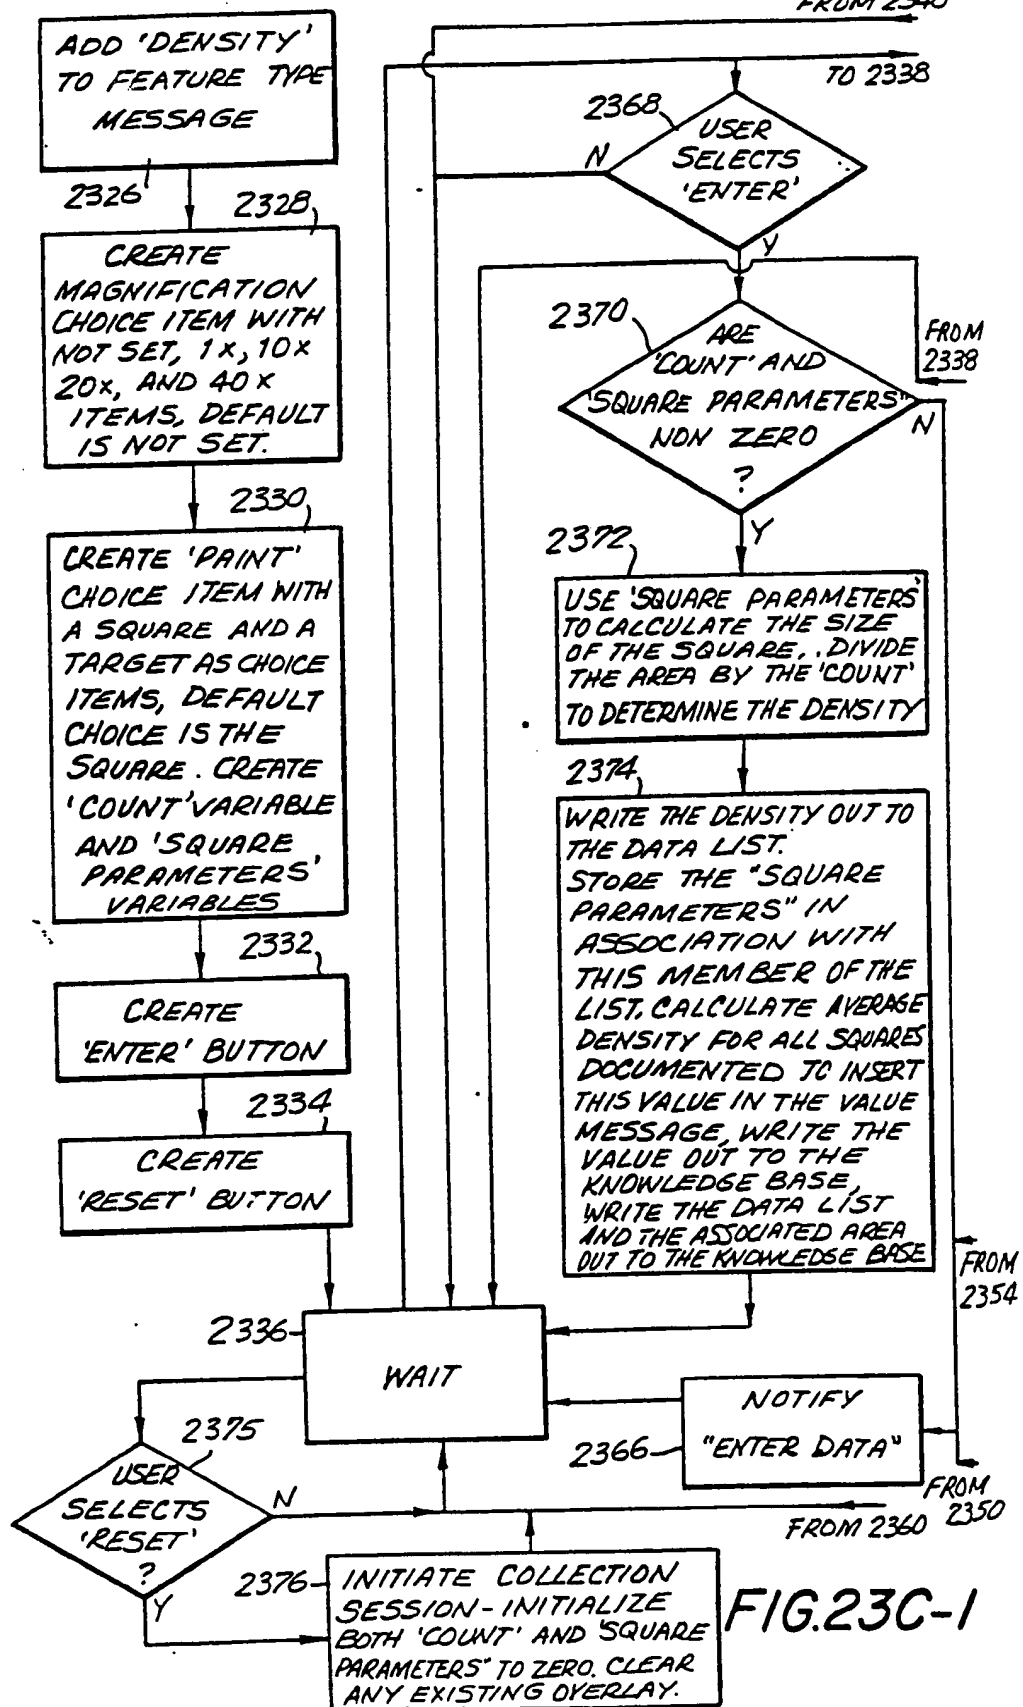 ADD 'DENSITY'
TO FEATURE TYPE
MESSAGE
2326
2328
CREATE
MAGNIFICATION
CHOICE ITEM WITH
NOT SET, 1x, 10x
20x, AND 40x
ITEMS, DEFAULT
IS NOT SET.
2330
CREATE 'PAINT'
CHOICE ITEM WITH
A SQUARE AND A
TARGET AS CHOICE
ITEMS, DEFAULT
CHOICE IS THE
SQUARE. CREATE
'COUNT' VARIABLE
AND 'SQUARE
PARAMETERS'
VARIABLES
2332
CREATE
'ENTER' BUTTON
2334
CREATE
'RESET' BUTTON
2336
WAIT
2375
USER
SELECTS
'RESET'
?
N
Y
2376
INITIATE COLLECTION
SESSION-INITIALIZE
BOTH 'COUNT' AND 'SQUARE
PARAMETERS" TO ZERO. CLEAR
ANY EXISTING OVERLAY.
FROM 2340
TO 2338
2368
USER
SELECTS
'ENTER'
N
Y
2370
ARE
'COUNT' AND
'SQUARE PARAMETERS"
NON ZERO
?
FROM
2338
N
Y
2372
USE 'SQUARE PARAMETERS'
TO CALCULATE THE SIZE
OF THE SQUARE,. DIVIDE
THE AREA BY THE 'COUNT'
TO DETERMINE THE DENSITY
2374
WRITE THE DENSITY OUT TO
THE DATA LIST.
STORE THE "SQUARE
PARAMETERS" IN
ASSOCIATION WITH
THIS MEMBER OF THE
LIST. CALCULATE AVERAGE
DENSITY FOR ALL SQUARES
DOCUMENTED TO INSERT
THIS VALUE IN THE VALUE
MESSAGE, WRITE THE
VALUE OUT TO THE
KNOWLEDGE BASE,
WRITE THE DATA LIST
AND THE ASSOCIATED AREA
OUT TO THE KNOWLEDGE BASE
FROM
2354
2366
NOTIFY
"ENTER DATA"
FROM
2350
FROM 2360
FIG.23C-1